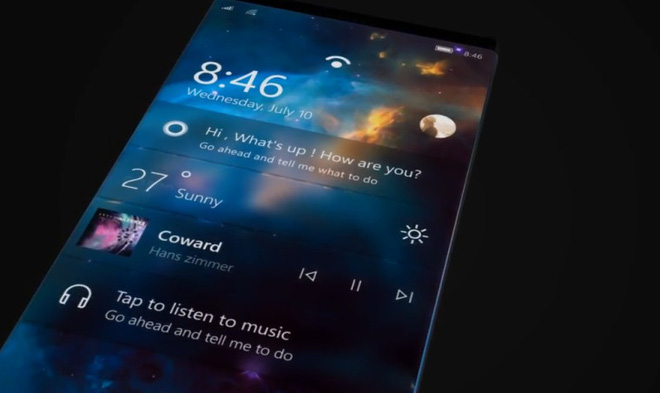 8:46
8:46
Wednesday, July 10
Hi , What's up ! How are you?
Go ahead and tell me what to do
27 °
Sunny
Coward
Hans zimmer
Tap to listen to music
Go ahead and tell me to do